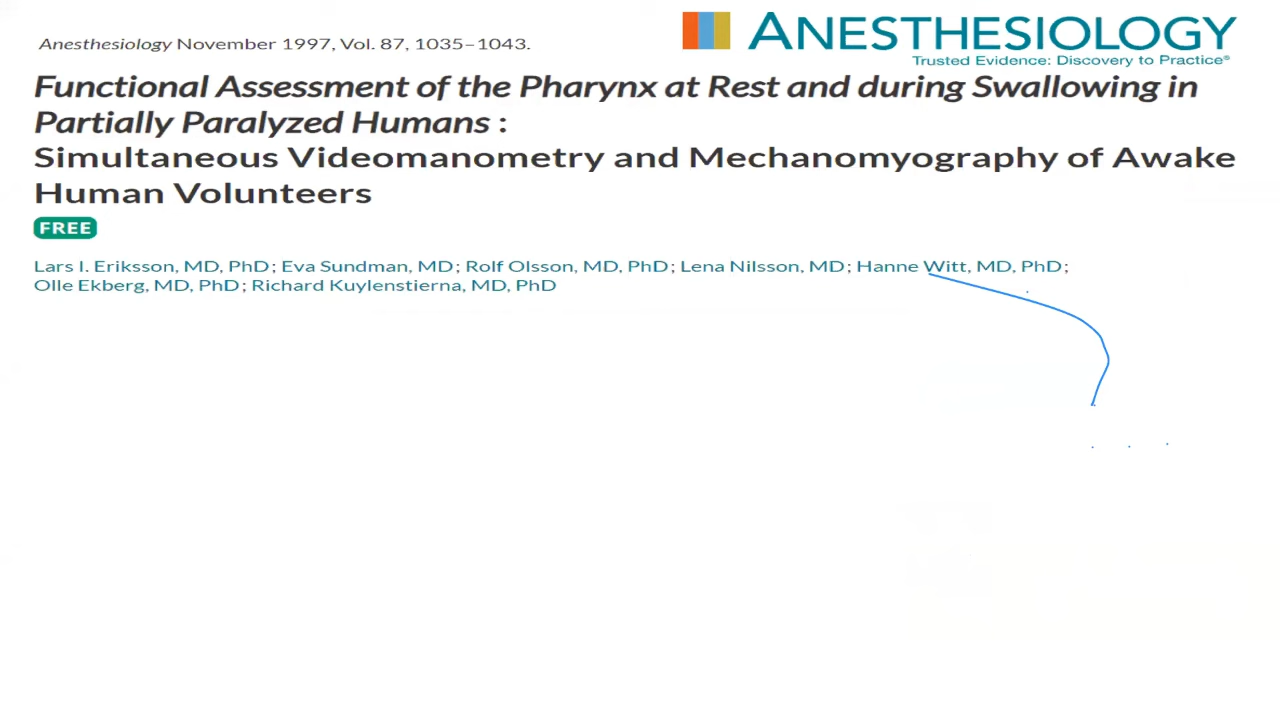 Anesthesiology November 1997, Vol. 87, 1035–1043.
ANESTHESIOLOGY
Trusted Evidence: Discovery to Practice®
Functional Assessment of the Pharynx at Rest and during Swallowing in
Partially Paralyzed Humans :
Simultaneous Videomanometry and Mechanomyography of Awake
Human Volunteers
FREE
Lars I. Eriksson, MD, PhD; Eva Sundman, MD; Rolf Olsson, MD, PhD; Lena Nilsson, MD; Hanne Witt, MD, PhD;
Olle Ekberg, MD, PhD; Richard Kuylenstierna, MD, PhD